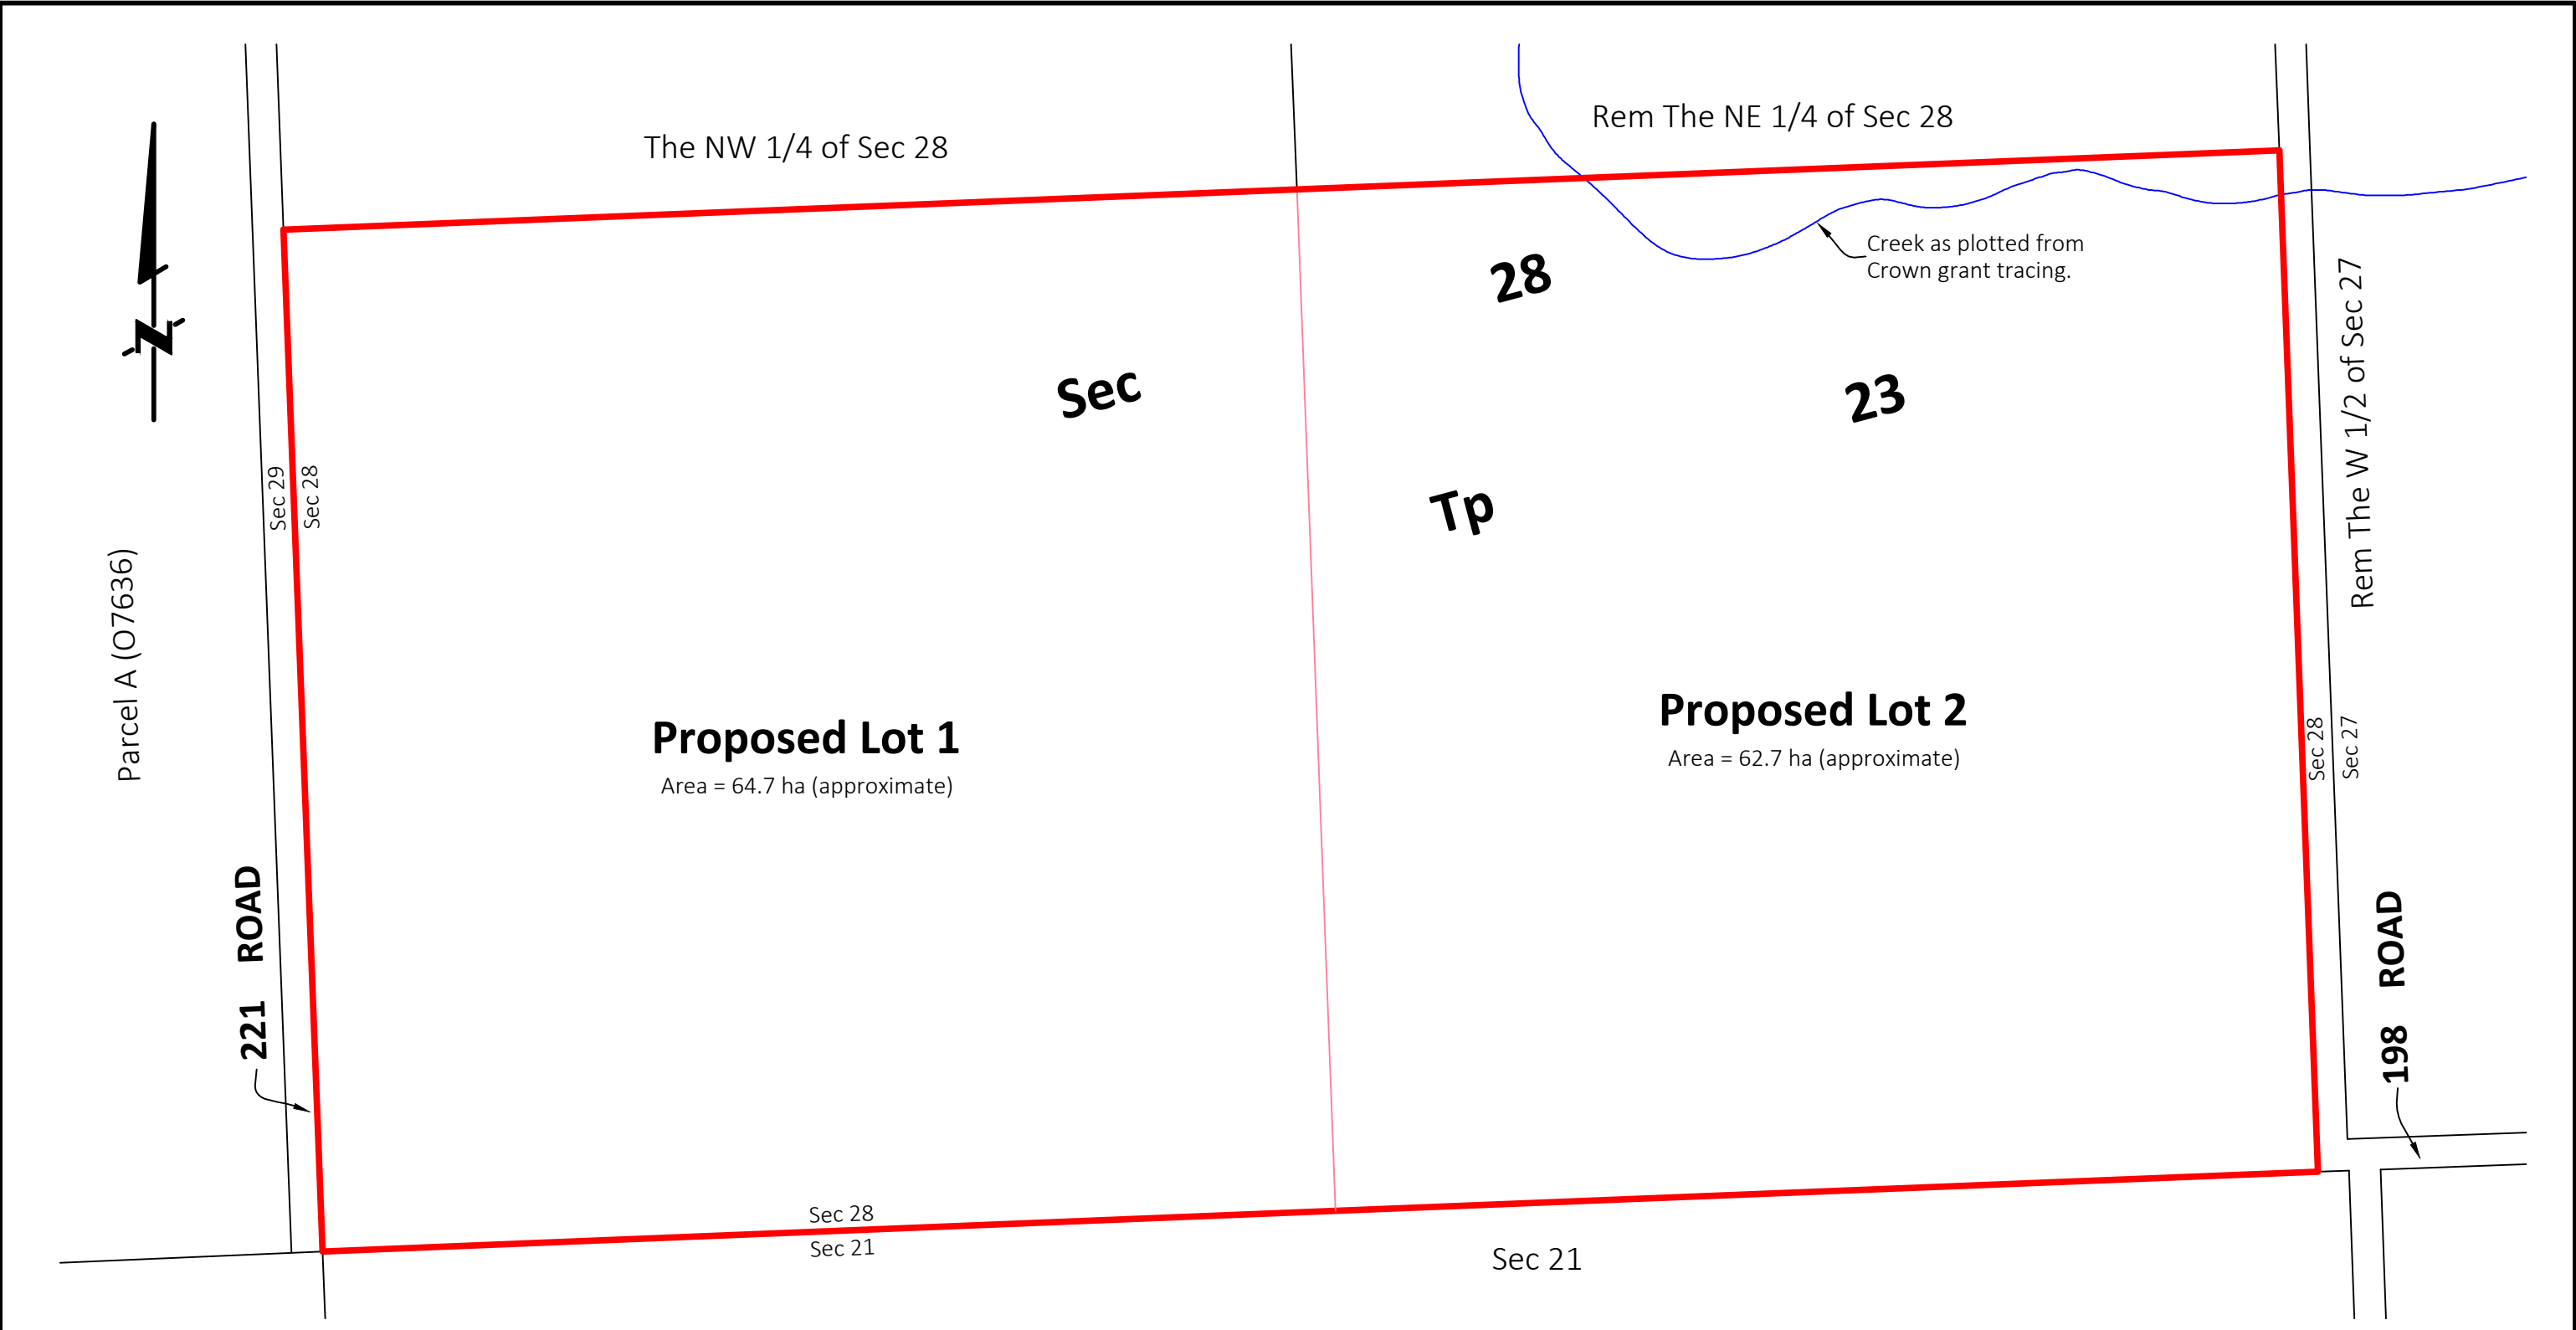 Rem The NE 1/4 of Sec 28
The NW 1/4 of Sec 28
Creek as plotted from
Crown grant tracing.
28
Sec
23
Tp
Rem The W 1/2 of Sec 27
Sec 29
Sec 28
Parcel A (O7636)
Proposed Lot 1
Area = 64.7 ha (approximate)
Proposed Lot 2
Area = 62.7 ha (approximate)
Sec 28
Sec 27
221 ROAD
198 ROAD
Sec 28
Sec 21
Sec 21
N